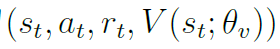 (s_t, a_t, r_t, V(s_t; θ_v))